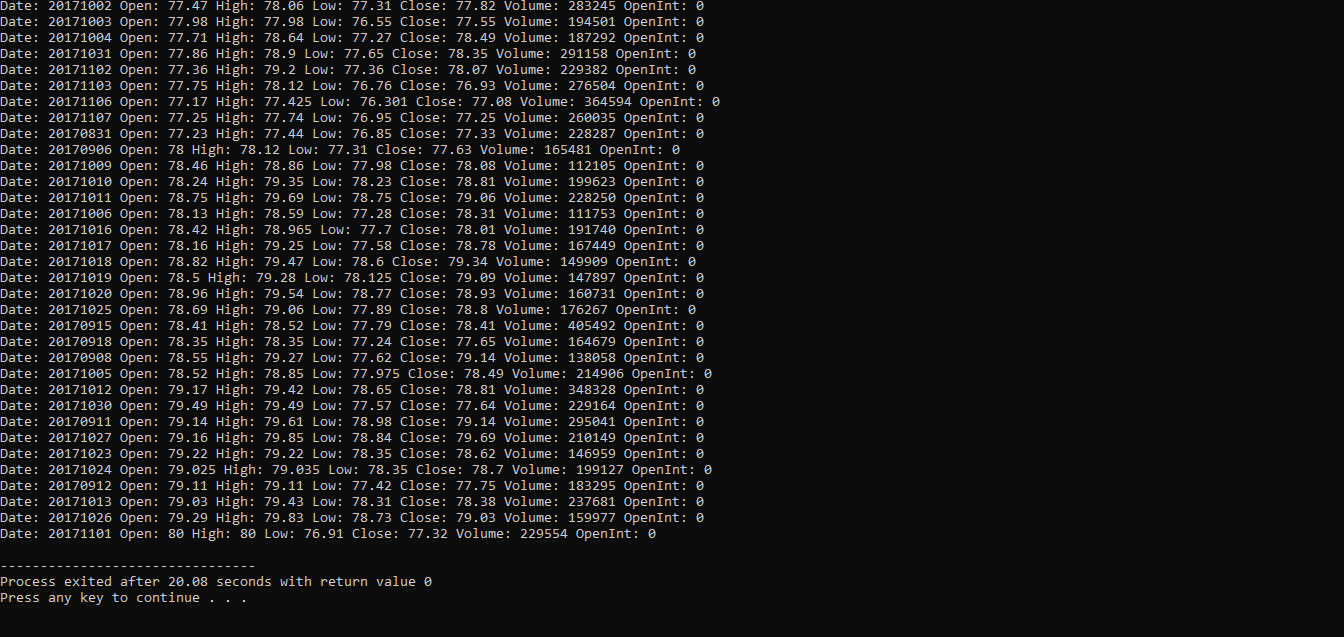 Date: 20171002 Open: 77.47 High: 78.06 Low: 77.31 Close: 77.82 Volume: 283245 OpenInt: 0
Date: 20171003 Open: 77.98 High: 77.98 Low: 76.55 Close: 77.55 Volume: 194501 OpenInt: 0
Date: 20171004 Open: 77.71 High: 78.64 Low: 77.27 Close: 78.49 Volume: 187292 OpenInt: 0
Date: 20171031 Open: 77.86 High: 78.9 Low: 77.65 Close: 78.35 Volume: 291158 OpenInt: 0
Date: 20171102 Open: 77.36 High: 79.2 Low: 77.36 Close: 78.07 Volume: 229382 OpenInt: 0
Date: 20171103 Open: 77.75 High: 78.12 Low: 76.76 Close: 76.93 Volume: 276504 OpenInt: 0
Date: 20171106 Open: 77.17 High: 77.425 Low: 76.301 Close: 77.08 Volume: 364594 OpenInt: 0
Date: 20171107 Open: 77.25 High: 77.74 Low: 76.95 Close: 77.25 Volume: 260035 OpenInt: 0
Date: 20170831 Open: 77.23 High: 77.44 Low: 76.85 Close: 77.33 Volume: 228287 OpenInt: 0
Date: 20170906 Open: 78 High: 78.12 Low: 77.31 Close: 77.63 Volume: 165481 OpenInt: 0
Date: 20171009 Open: 78.46 High: 78.86 Low: 77.98 Close: 78.08 Volume: 112105 OpenInt: 0
Date: 20171010 Open: 78.24 High: 79.35 Low: 78.23 Close: 78.81 Volume: 199623 OpenInt: 0
Date: 20171011 Open: 78.75 High: 79.69 Low: 78.75 Close: 79.06 Volume: 228250 OpenInt: 0
Date: 20171006 Open: 78.13 High: 78.59 Low: 77.28 Close: 78.31 Volume: 111753 OpenInt: 0
Date: 20171016 Open: 78.42 High: 78.965 Low: 77.7 Close: 78.01 Volume: 191740 OpenInt: 0
Date: 20171017 Open: 78.16 High: 79.25 Low: 77.58 Close: 78.78 Volume: 167449 OpenInt: 0
Date: 20171018 Open: 78.82 High: 79.47 Low: 78.6 Close: 79.34 Volume: 149909 OpenInt: 0
Date: 20171019 Open: 78.5 High: 79.28 Low: 78.125 Close: 79.09 Volume: 147897 OpenInt: 0
Date: 20171020 Open: 78.96 High: 79.54 Low: 78.77 Close: 78.93 Volume: 160731 OpenInt: 0
Date: 20171025 Open: 78.69 High: 79.06 Low: 77.89 Close: 78.8 Volume: 176267 OpenInt: 0
Date: 20170915 Open: 78.41 High: 78.52 Low: 77.79 Close: 78.41 Volume: 405492 OpenInt: 0
Date: 20170918 Open: 78.35 High: 78.35 Low: 77.24 Close: 77.65 Volume: 164679 OpenInt: 0
Date: 20170908 Open: 78.55 High: 79.27 Low: 77.62 Close: 79.14 Volume: 138058 OpenInt: 0
Date: 20171005 Open: 78.52 High: 78.85 Low: 77.975 Close: 78.49 Volume: 214906 OpenInt: 0
Date: 20171012 Open: 79.17 High: 79.42 Low: 78.65 Close: 78.81 Volume: 348328 OpenInt: 0
Date: 20171030 Open: 79.49 High: 79.49 Low: 77.57 Close: 77.64 Volume: 229164 OpenInt: 0
Date: 20170911 Open: 79.14 High: 79.61 Low: 78.98 Close: 79.14 Volume: 295041 OpenInt: 0
Date: 20171027 Open: 79.16 High: 79.85 Low: 78.84 Close: 79.69 Volume: 210149 OpenInt: 0
Date: 20171023 Open: 79.22 High: 79.22 Low: 78.35 Close: 78.62 Volume: 146959 OpenInt: 0
Date: 20171024 Open: 79.025 High: 79.035 Low: 78.35 Close: 78.7 Volume: 199127 OpenInt: 0
Date: 20170912 Open: 79.11 High: 79.11 Low: 77.42 Close: 77.75 Volume: 183295 OpenInt: 0
Date: 20171013 Open: 79.03 High: 79.43 Low: 78.31 Close: 78.38 Volume: 237681 OpenInt: 0
Date: 20171026 Open: 79.29 High: 79.83 Low: 78.73 Close: 79.03 Volume: 159977 OpenInt: 0
Date: 20171101 Open: 80 High: 80 Low: 76.91 Close: 77.32 Volume: 229554 OpenInt: 0
--------------------------------
Process exited after 20.08 seconds with return value 0
Press any key to continue . . .